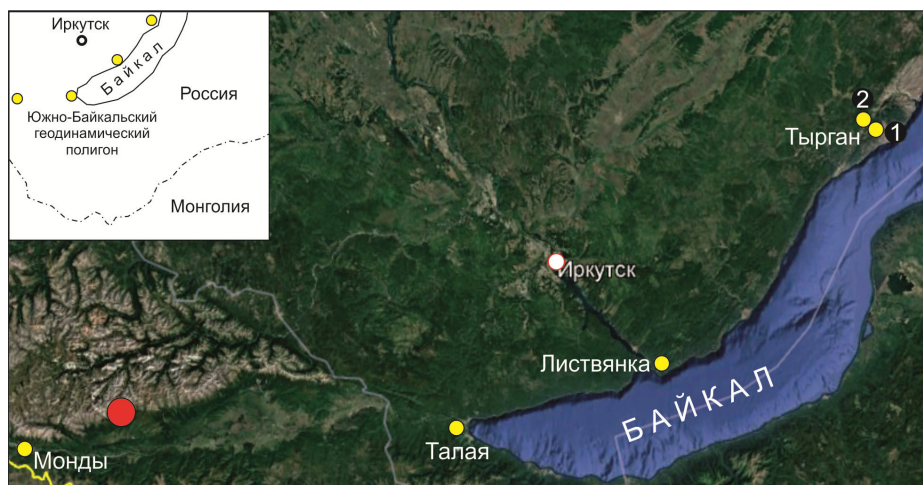 Иркутск
Байкал
Россия
Южно-Байкальский
геодинамический
полигон
Монголия
2
Тырган 1
Иркутск
Листвянка
БАЙКАЛ
Талая
Монды